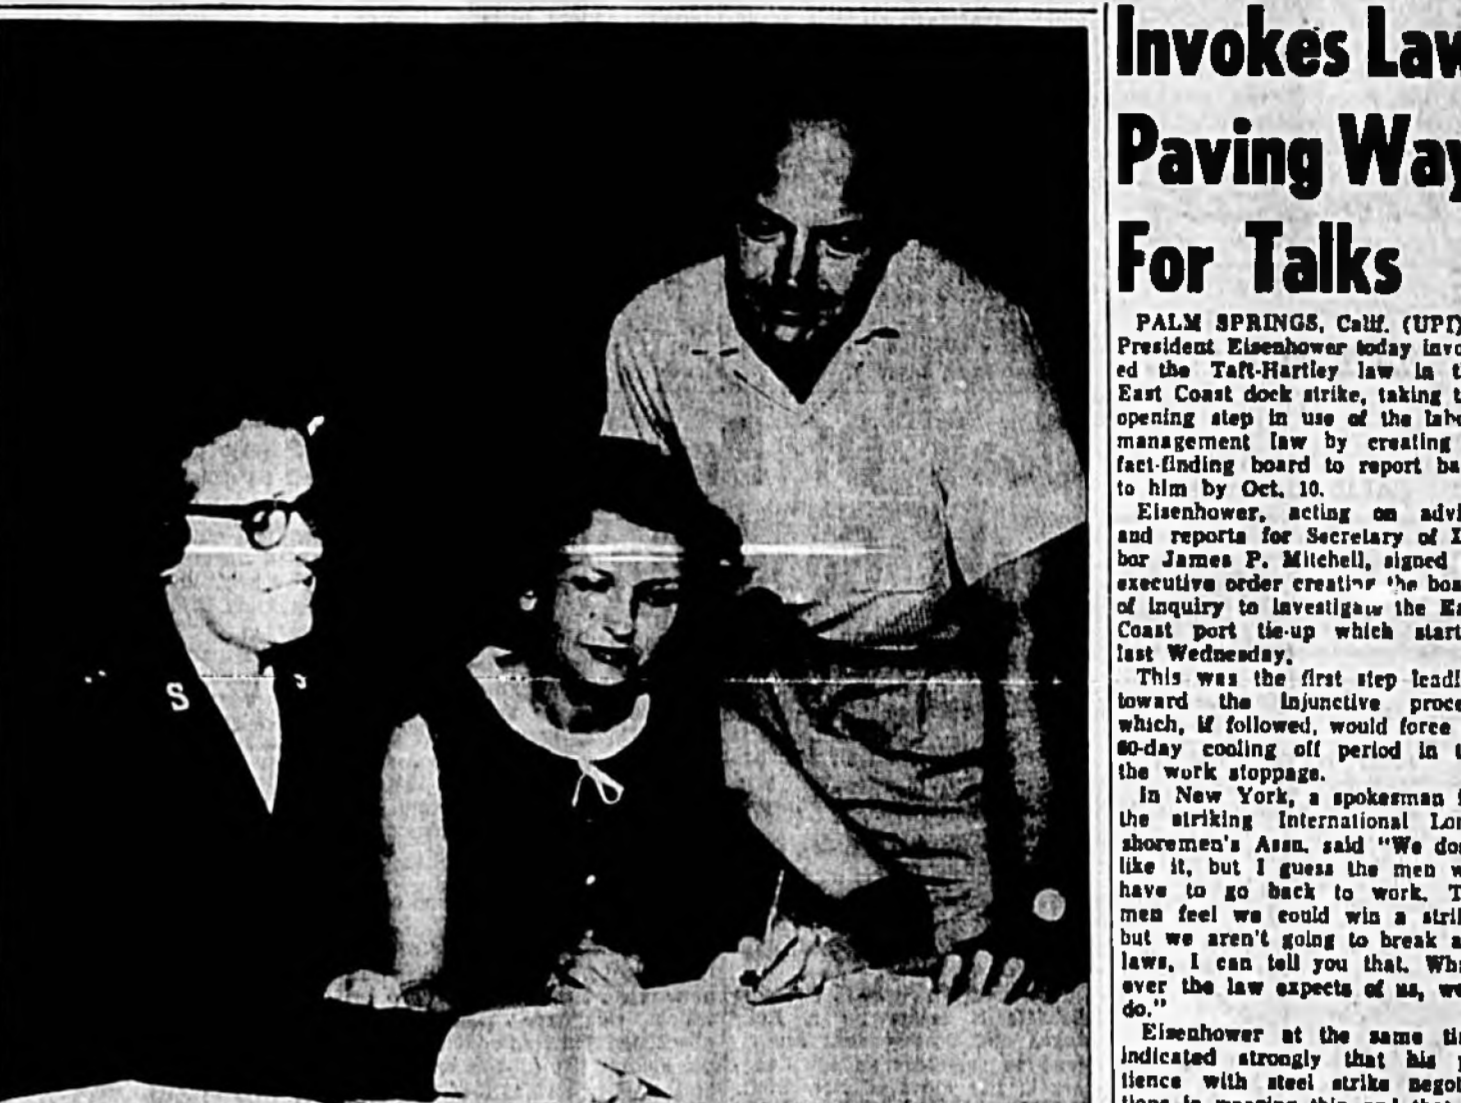 S S
Invokes Law
Paving Way
For Talks
PALM SPRINGS, Calif. (UPI)
President Eisenhower today invo
ed the Taft-Hartley law in t
East Coast dock strike, taking t
opening step in use of the labo
management law by creating
fact-finding board to report ba
to him by Oct. 10.
Eisenhower, acting on advi
and reports for Secretary of L
bor James P. Mitchell, signed
executive order creating the boa
of inquiry to investigate the Ea
Coast port tie-up which start
last Wednesday.
This was the first step leadi
toward the injunctive proce
which, if followed, would force
80-day cooling off period in t
the work stoppage.
In New York, a spokesman f
the striking International Lon
shoremen's Assn. said "We don
like it, but I guess the men w
have to go back to work. T
men feel we could win a strik
but we aren't going to break a
laws, I can tell you that. Wha
ever the law expects of us, we
do."
Eisenhower at the same tim
indicated strongly that his p
tience with steel strike negot